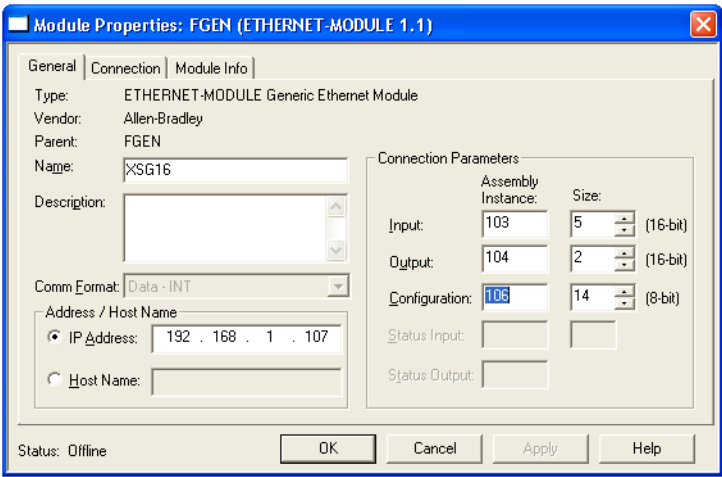 Module Properties: FGEN (ETHERNET-MODULE 1.1)
General Connection Module Info
Type: ETHERNET-MODULE Generic Ethernet Module
Vendor: Allen-Bradley
Parent: FGEN
Name: XSG16
Description:
Comm Format: Data - INT
Address / Host Name
IP Address: 192 . 168 . 1 . 107
Host Name:
Connection Parameters
Assembly
Instance: Size:
Input: 103 5 (16-bit)
Output: 104 2 (16-bit)
Configuration: 106 14 (8-bit)
Status Input:
Status Output:
Status: Offline
OK Cancel Apply Help